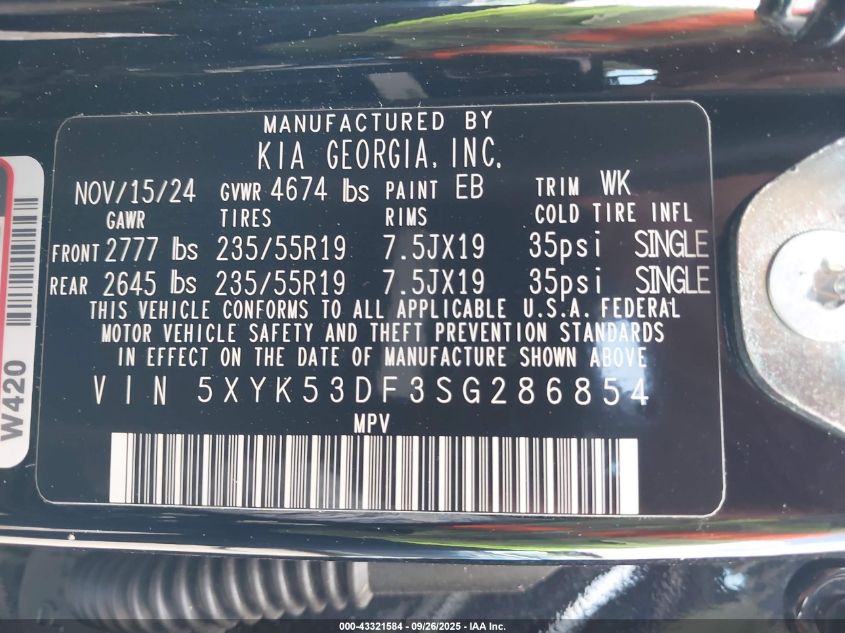 MANUFACTURED BY
KIA GEORGIA, INC.
NOV/15/24 GVWR 4674 lbs PAINT EB TRIM WK
GAWR TIRES RIMS COLD TIRE INFL
FRONT 2777 lbs 235/55R19 7.5JX19 35psi SINGLE
REAR 2645 lbs 235/55R19 7.5JX19 35psi SINGLE
THIS VEHICLE CONFORMS TO ALL APPLICABLE U.S.A. FEDERAL
MOTOR VEHICLE SAFETY AND THEFT PREVENTION STANDARDS
IN EFFECT ON THE DATE OF MANUFACTURE SHOWN ABOVE
VIN 5XYK53DF3SG286854
MPV
W420
000-43321584 - 09/26/2025 - IAA Inc.